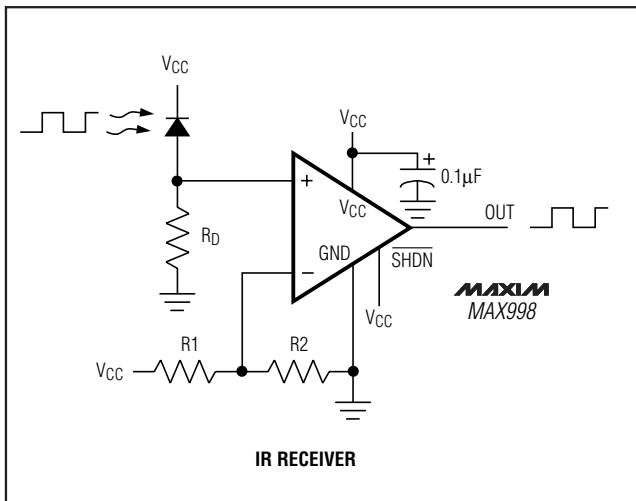 VCC
VCC
+
+
0.1μF
VCC
OUT
RD
GND
SHDN
−
MAXIM
MAX998
VCC
R1
R2
VCC
IR RECEIVER